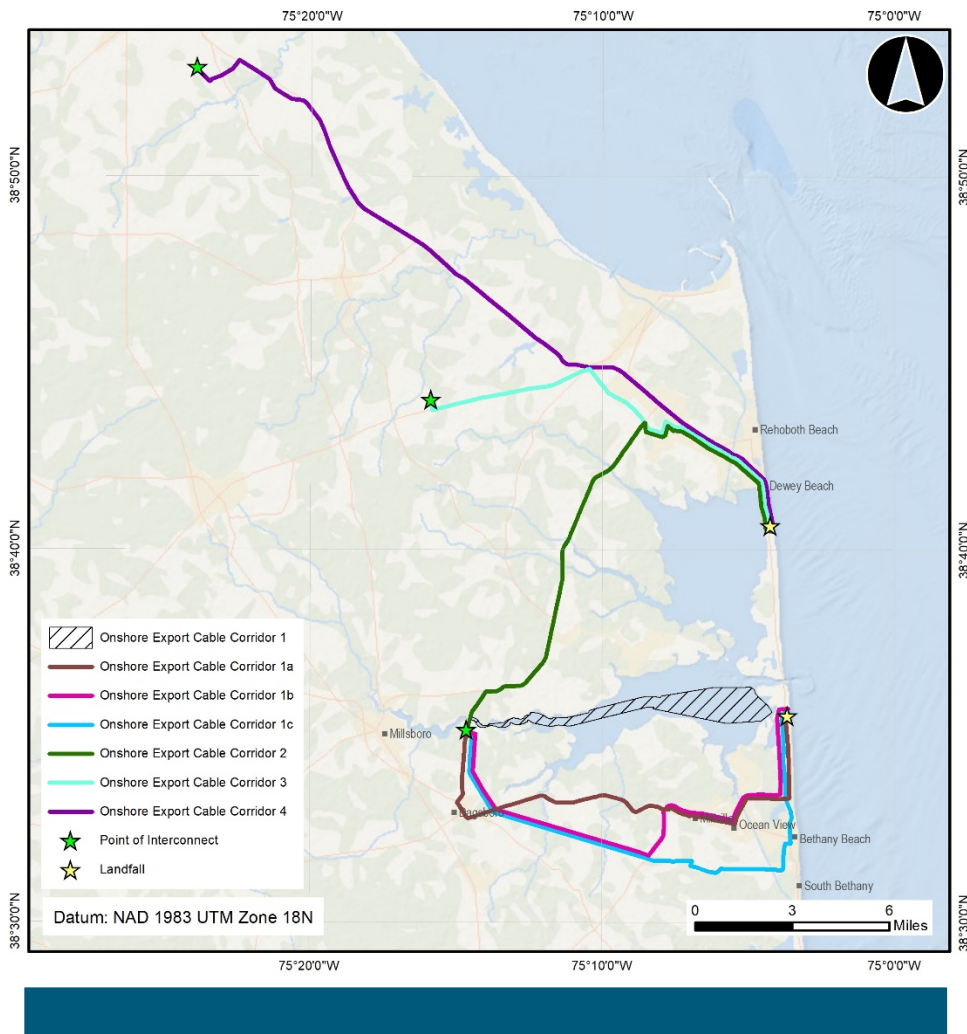 75°20'0"W
75°10'0"W
75°0'0"W
38°50'0"N
38°50'0"N
Rehoboth Beach
Dewey Beach
38°40'0"N
38°40'0"N
Onshore Export Cable Corridor 1
Onshore Export Cable Corridor 1a
Onshore Export Cable Corridor 1b
Onshore Export Cable Corridor 1c
Onshore Export Cable Corridor 2
Onshore Export Cable Corridor 3
Onshore Export Cable Corridor 4
Point of Interconnect
Landfall
Datum: NAD 1983 UTM Zone 18N
Millsboro
Ocean View
Bethany Beach
South Bethany
0
3
6
Miles
38°30'0"N
38°30'0"N
75°20'0"W
75°10'0"W
75°0'0"W